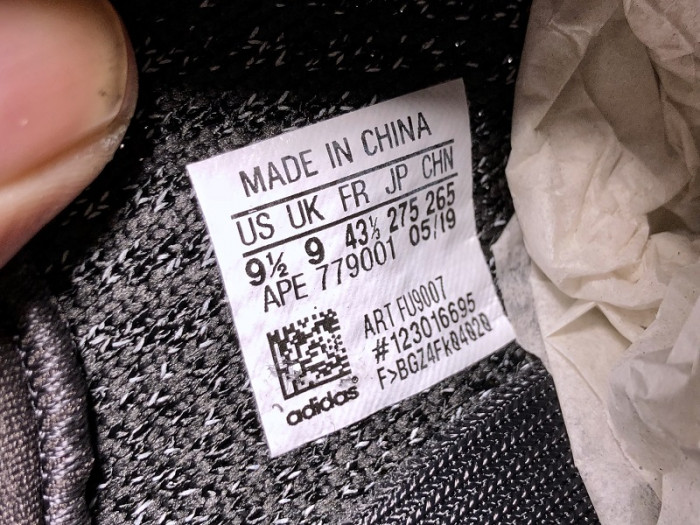 MADE IN CHINA
US UK FR JP CHN
9½ 9 43⅓ 275 265
APE 779001 05/19
ART FU9007
#123016695
F>BGZ4FkQ4Q2Q
adidas®